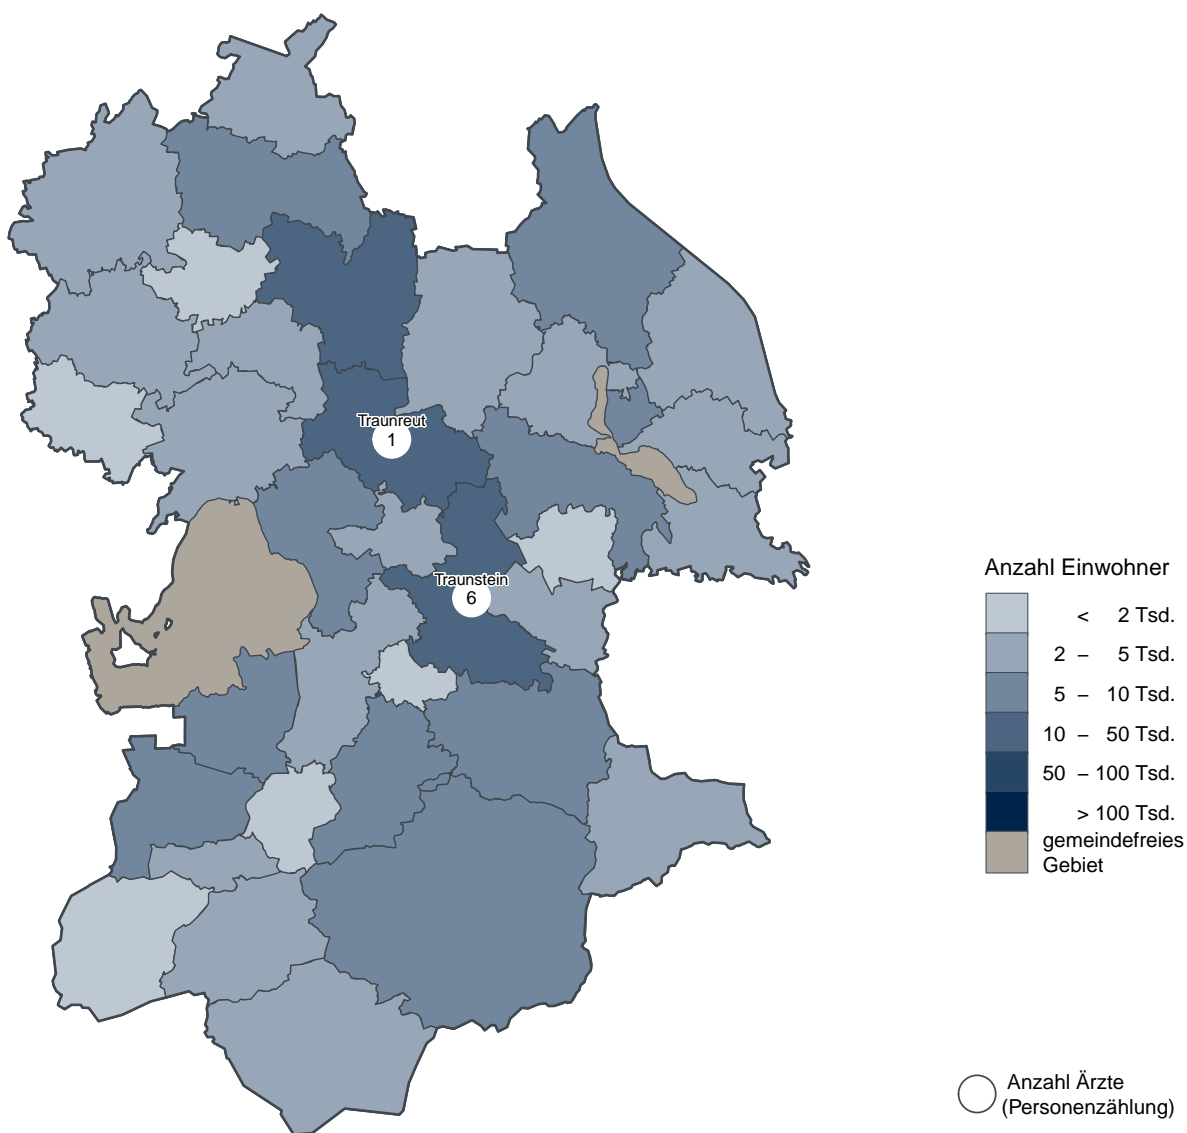 Traunreut
1
Traunstein
6
Anzahl Einwohner
< 2 Tsd.
2 – 5 Tsd.
5 – 10 Tsd.
10 – 50 Tsd.
50 – 100 Tsd.
> 100 Tsd.
gemeindefreies
Gebiet
Anzahl Ärzte
(Personenzählung)